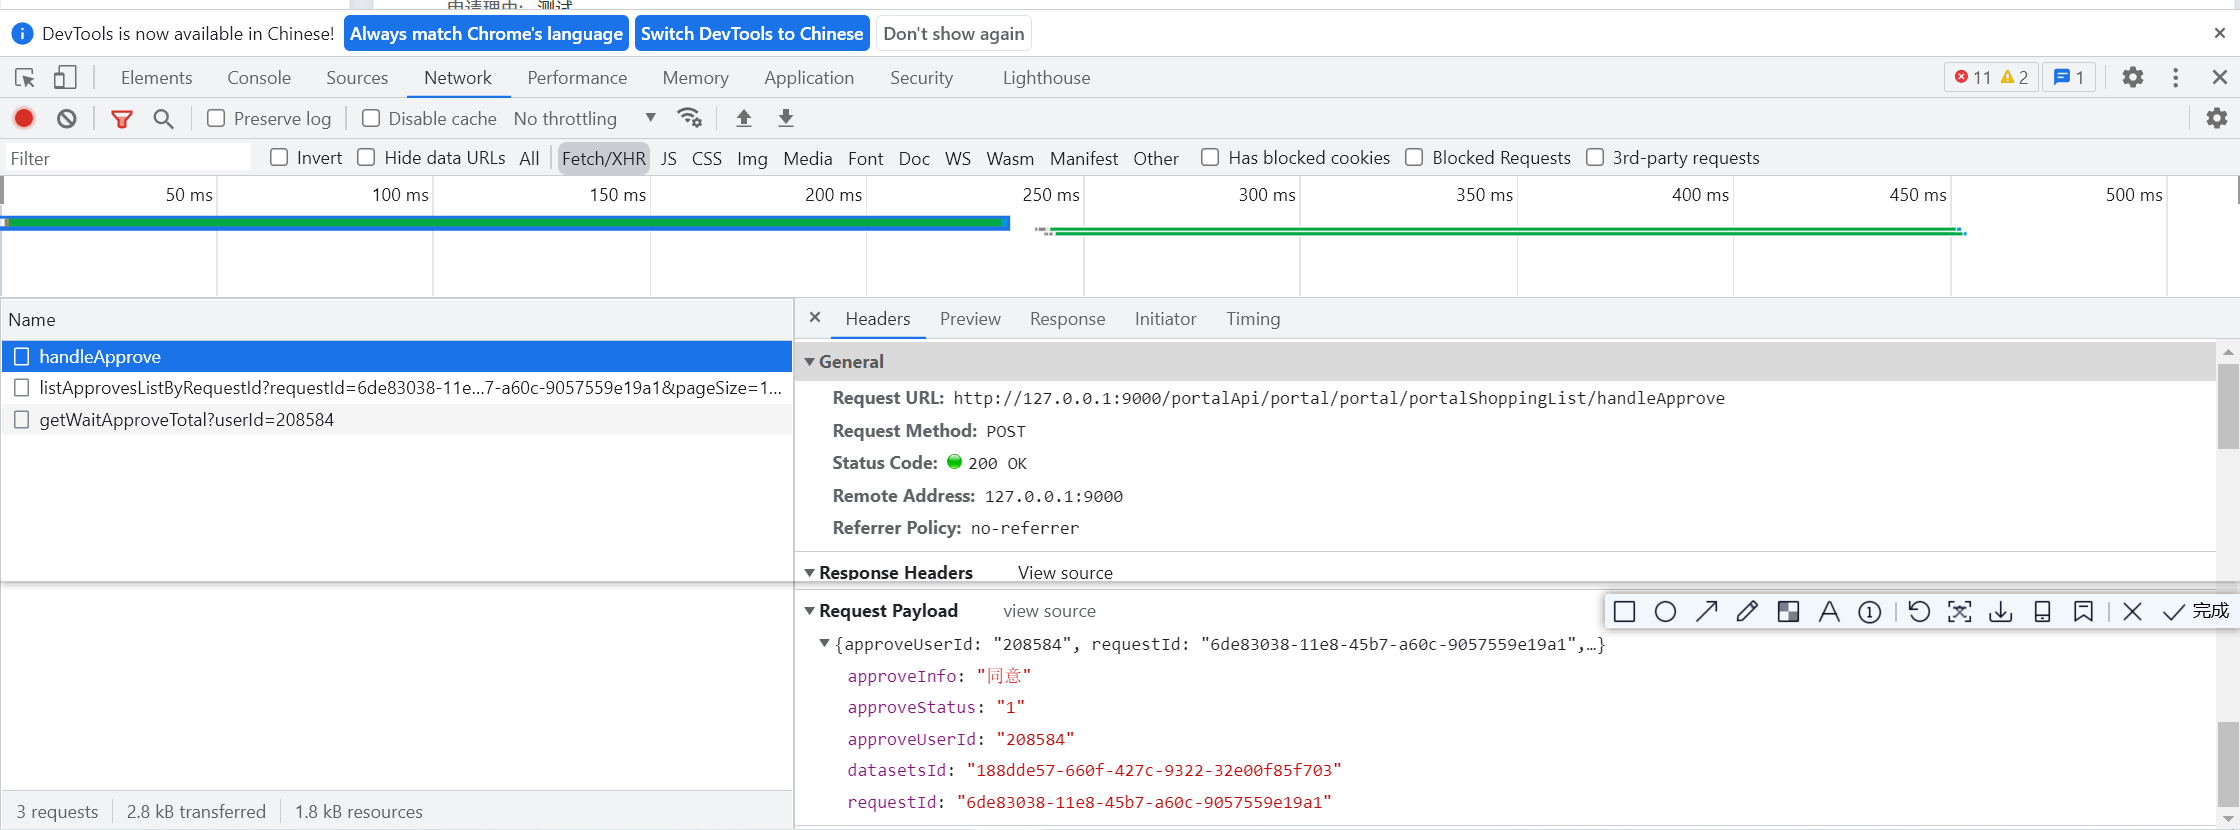 申请理由: 测试
DevTools is now available in Chinese! Always match Chrome's language Switch DevTools to Chinese Don't show again
Elements Console Sources Network Performance Memory Application Security Lighthouse 11 2 1
Preserve log Disable cache No throttling
Filter Invert Hide data URLs All Fetch/XHR JS CSS Img Media Font Doc WS Wasm Manifest Other Has blocked cookies Blocked Requests 3rd-party requests
50 ms 100 ms 150 ms 200 ms 250 ms 300 ms 350 ms 400 ms 450 ms 500 ms
Name
handleApprove
listApprovesListByRequestId?requestId=6de83038-11e...7-a60c-9057559e19a1&pageSize=1...
getWaitApproveTotal?userId=208584
3 requests 2.8 kB transferred 1.8 kB resources
Headers Preview Response Initiator Timing
General
Request URL: http://127.0.0.1:9000/portalApi/portal/portal/portalShoppingList/handleApprove
Request Method: POST
Status Code: 200 OK
Remote Address: 127.0.0.1:9000
Referrer Policy: no-referrer
Response Headers View source
Request Payload view source
完成
{approveUserId: "208584", requestId: "6de83038-11e8-45b7-a60c-9057559e19a1",…}
approveInfo: "同意"
approveStatus: "1"
approveUserId: "208584"
datasetsId: "188dde57-660f-427c-9322-32e00f85f703"
requestId: "6de83038-11e8-45b7-a60c-9057559e19a1"